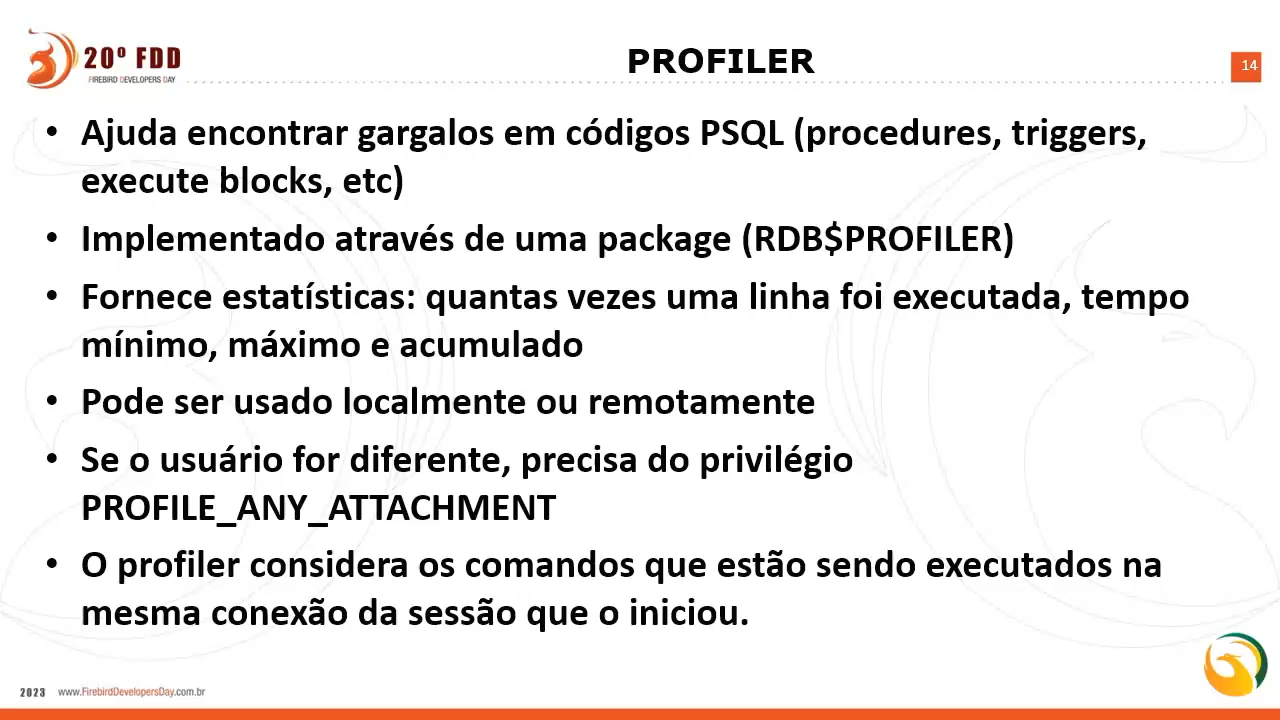 20º FDD
FIREBIRD DEVELOPERS DAY
PROFILER
14
• Ajuda encontrar gargalos em códigos PSQL (procedures, triggers,
execute blocks, etc)
• Implementado através de uma package (RDB$PROFILER)
• Fornece estatísticas: quantas vezes uma linha foi executada, tempo
mínimo, máximo e acumulado
• Pode ser usado localmente ou remotamente
• Se o usuário for diferente, precisa do privilégio
PROFILE_ANY_ATTACHMENT
• O profiler considera os comandos que estão sendo executados na
mesma conexão da sessão que o iniciou.
2023 www.FirebirdDevelopersDay.com.br